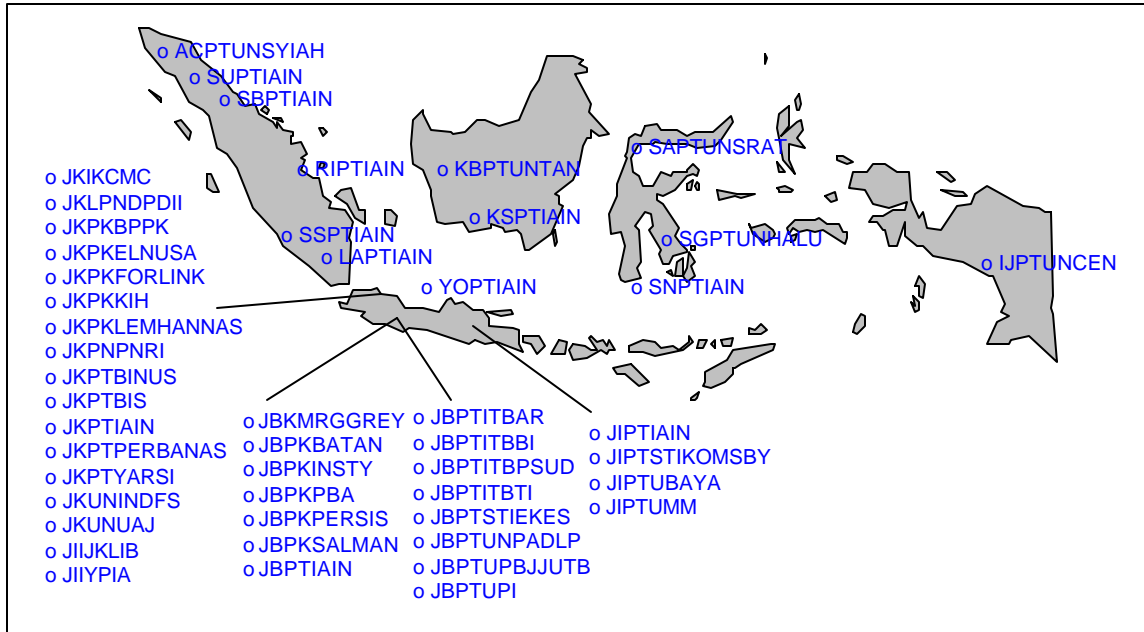 o ACPTUNSYIAH
o SUPTIAIN
o SBPTIAIN
o SAPTUNSRAT
o RIPTIAIN
o KBPTUNTAN
o KSPTIAIN
o SSPTIAIN
o LAPTIAIN
o SGPTUNHALU
o IJPTUNCEN
o YOPTIAIN
o SNPTIAIN
o JKIKCMC
o JKLPNDPDII
o JKPKBPPK
o JKPKELNUSA
o JKPKFORLINK
o JKPKKIH
o JKPKLEMHANNAS
o JKPNPNRI
o JKPTBINUS
o JKPTBIS
o JKPTIAIN
o JKPTPERBANAS
o JKPTYARSI
o JKUNINDFS
o JKUNUAJ
o JIIJKLIB
o JIIYPIA
o JBKMRGGREY
o JBPKBATAN
o JBPKINSTY
o JBPKPBA
o JBPKPERSIS
o JBPKSALMAN
o JBPTIAIN
o JBPTITBAR
o JBPTITBBI
o JBPTITBPSUD
o JBPTITBTI
o JBPTSTIEKES
o JBPTUNPADLP
o JBPTUPBJJUTB
o JBPTUPI
o JIPTIAIN
o JIPTSTIKOMSBY
o JIPTUBAYA
o JIPTUMM